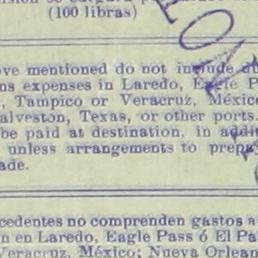 (100 libras)
ve mentioned do not include
ns expenses in Laredo, Eagle P
, Tampico or Veracruz, México
alveston, Texas, or other ports.
be paid at destination, in addi
unless arrangements to prepa
ade.
cedentes no comprenden gastos a
n en Laredo, Eagle Pass ó El Pa
Veracruz, México; Nueva Orlean